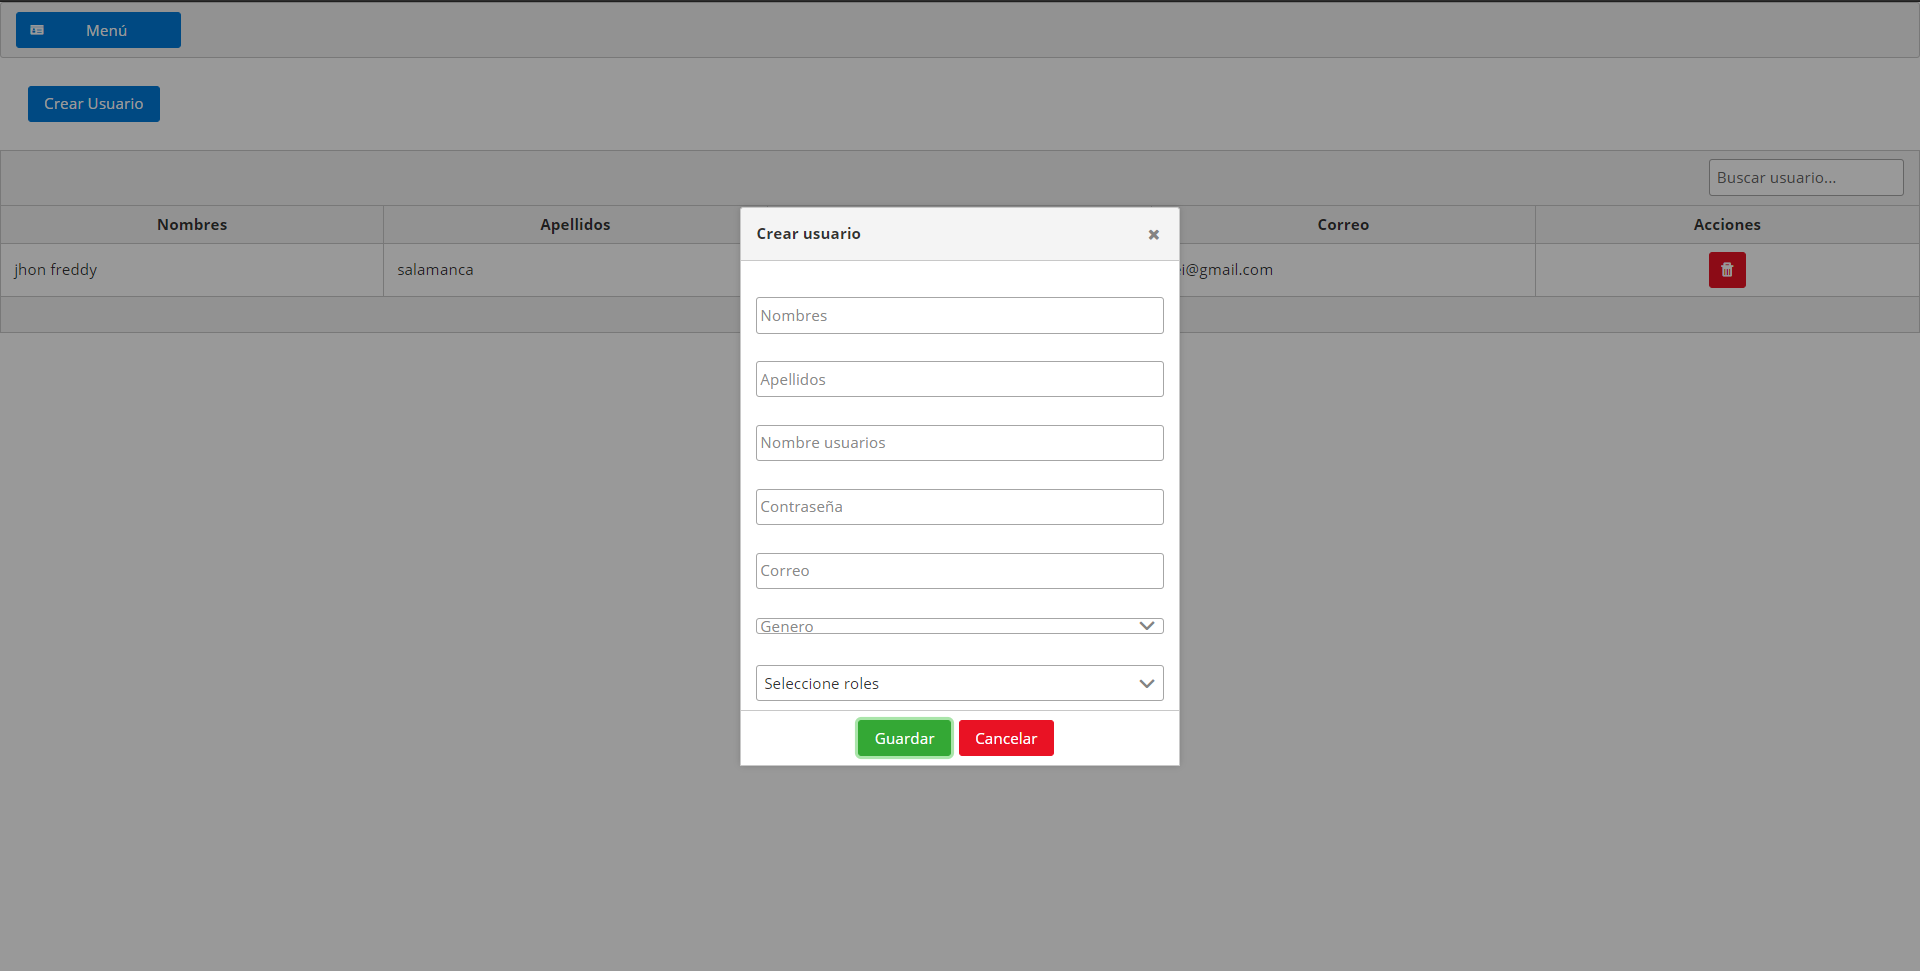 Menú
Crear Usuario
Buscar usuario...
Nombres Apellidos Correo Acciones
jhon freddy salamanca i@gmail.com
Crear usuario
Nombres
Apellidos
Nombre usuarios
Contraseña
Correo
Genero
Seleccione roles
Guardar Cancelar